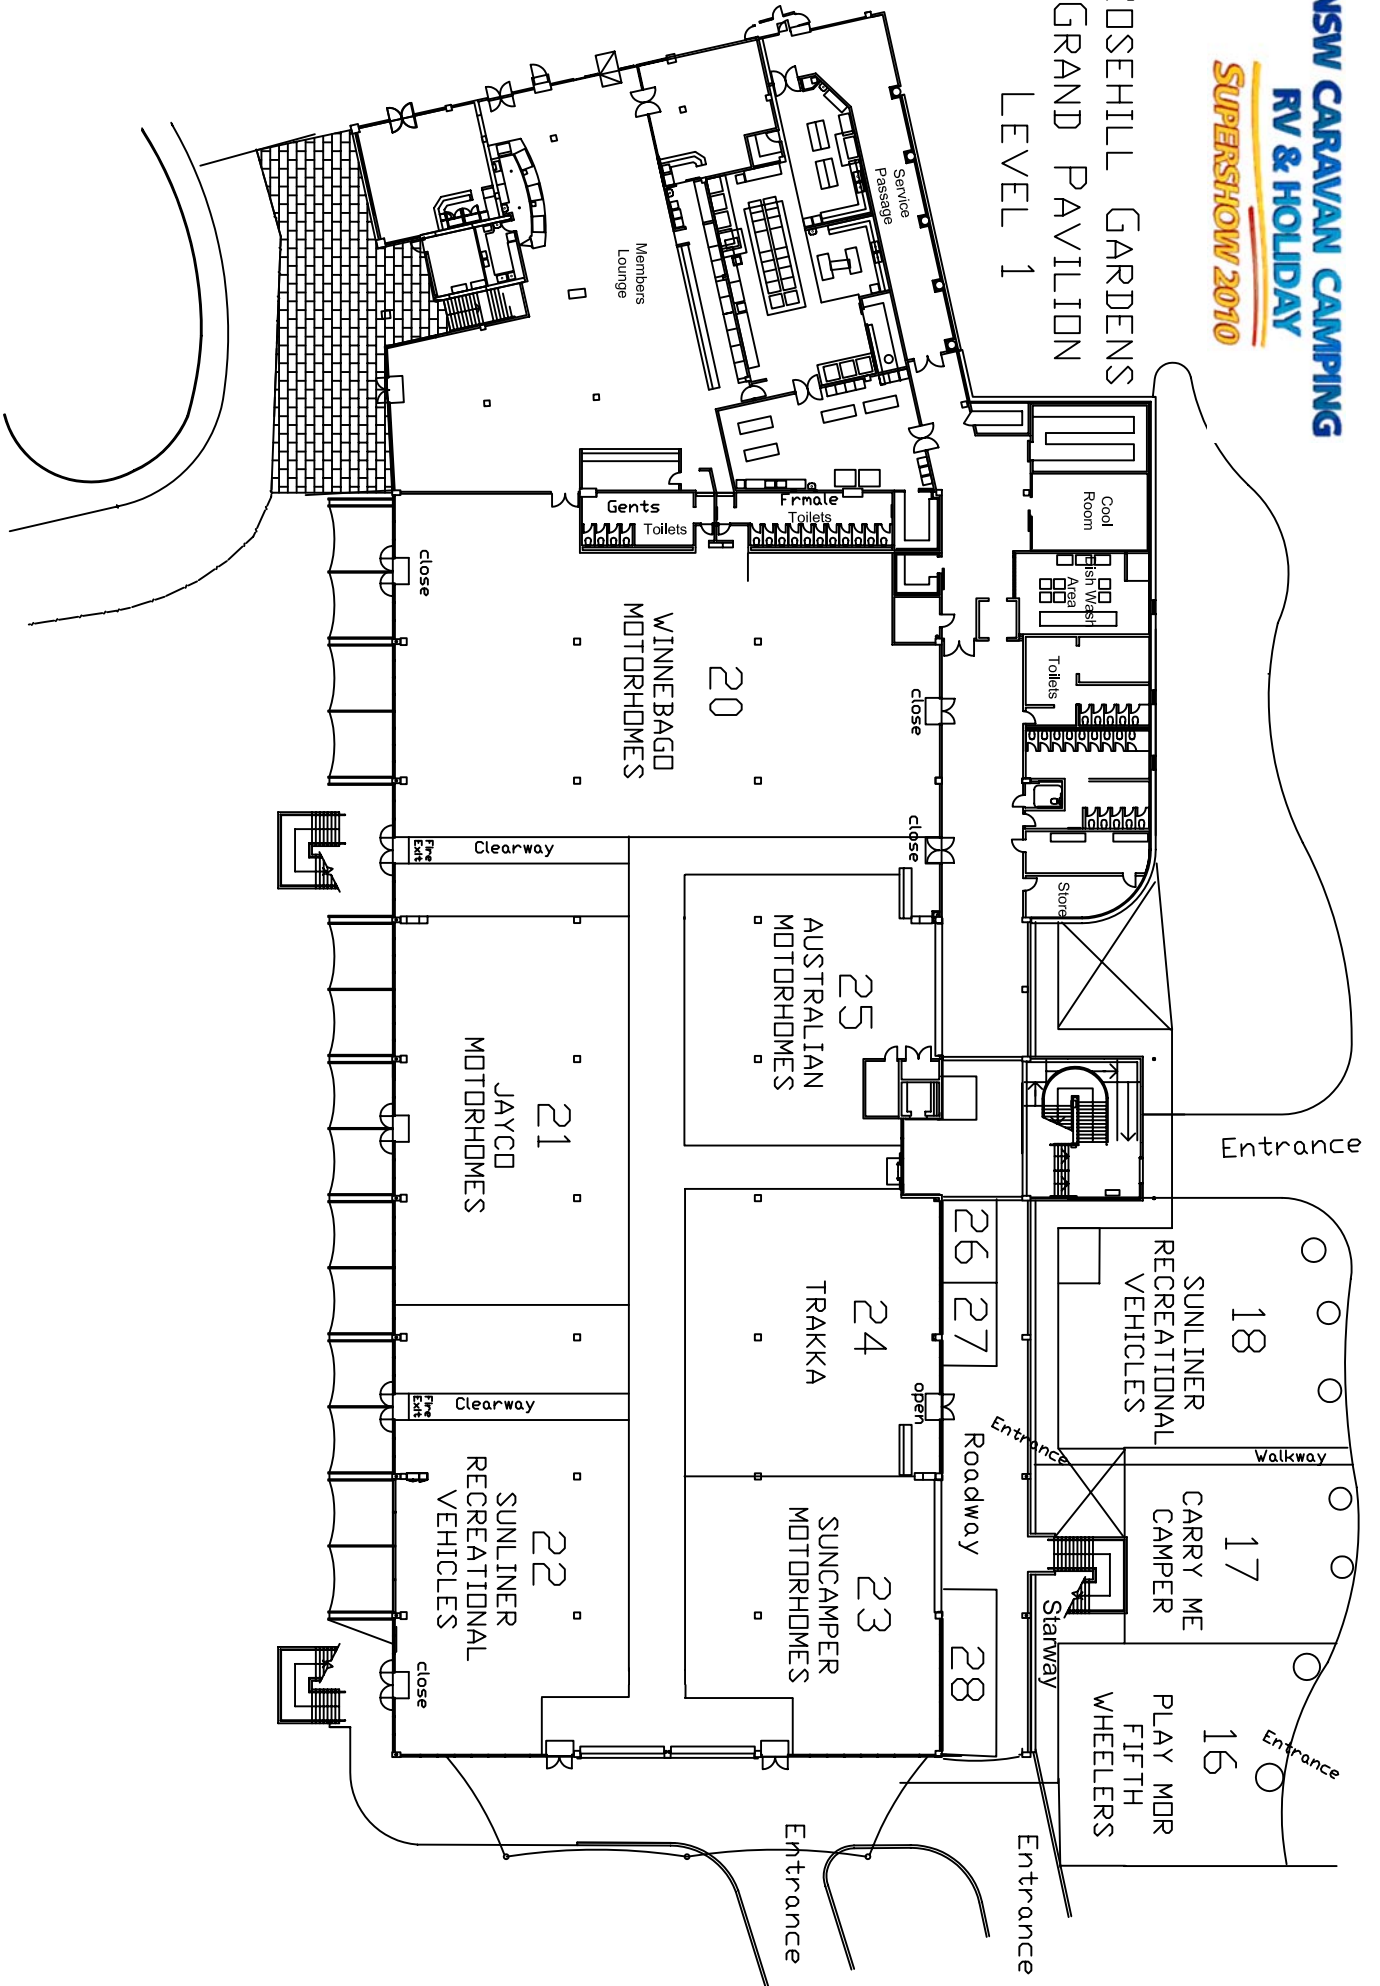 NSW CARAVAN CAMPING
RV & HOLIDAY
SUPERSHOW 2010
OSEHILL GARDENS
GRAND PAVILION
LEVEL 1
Service
Passage
Members
Lounge
Cool
Room
Dish Wash
Area
Toilets
Store
Gents
Toilets
Frmale
Toilets
close
close
close
20
WINNEBAGO
MOTORHOMES
Fire
Exit
Clearway
25
AUSTRALIAN
MOTORHOMES
21
JAYCO
MOTORHOMES
Entrance
26
27
24
TRAKKA
open
18
SUNLINER
RECREATIONAL
VEHICLES
Fire
Exit
Clearway
Entrance
Walkway
Roadway
17
CARRY ME
CAMPER
22
SUNLINER
RECREATIONAL
VEHICLES
23
SUNCAMPER
MOTORHOMES
28
Starway
16
PLAY MOR
FIFTH
WHEELERS
Entrance
close
Entrance
Entrance